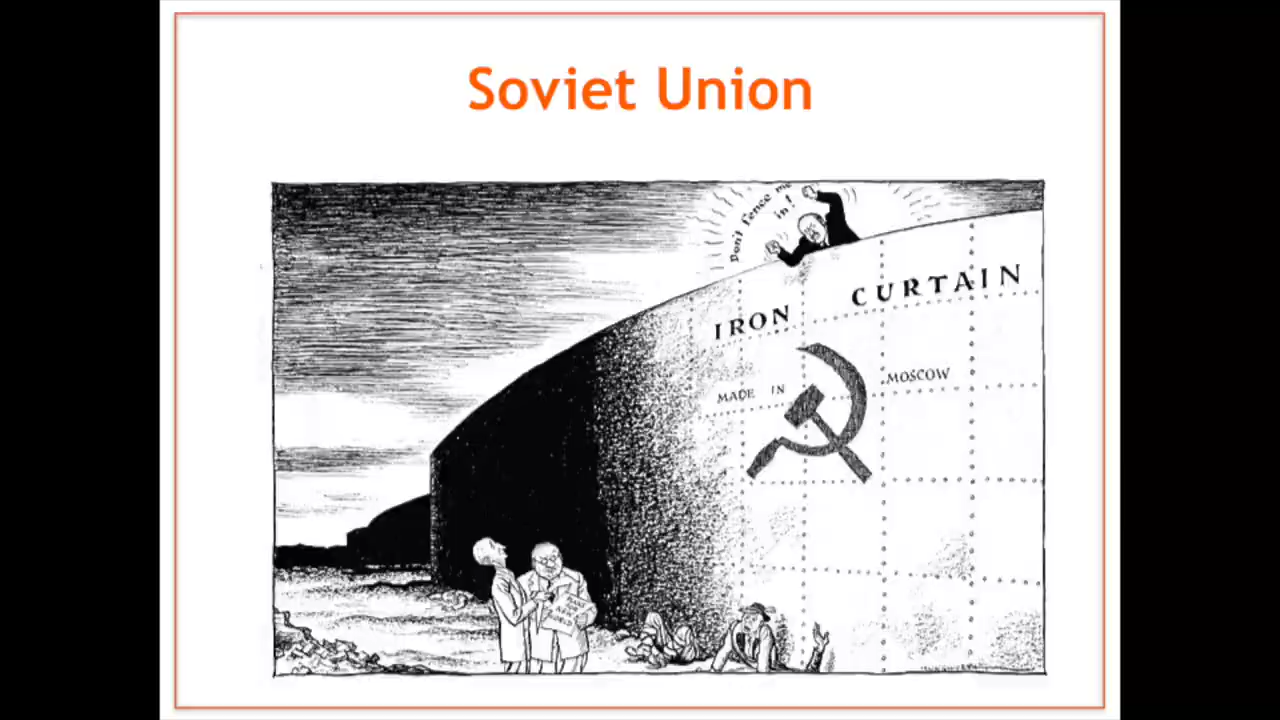 Soviet Union
Don't fence me
in!
IRON CURTAIN
MADE IN MOSCOW